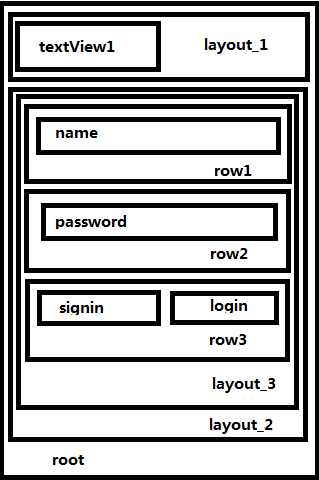 textView1
layout_1
name
row1
password
row2
signin
login
row3
layout_3
layout_2
root